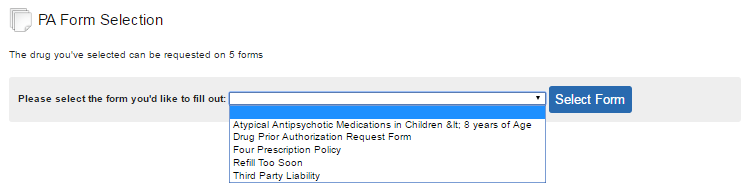 PA Form Selection
The drug you've selected can be requested on 5 forms
Please select the form you'd like to fill out: Select Form
Atypical Antipsychotic Medications in Children &lt; 8 years of Age
Drug Prior Authorization Request Form
Four Prescription Policy
Refill Too Soon
Third Party Liability